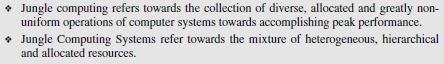 ❖ Jungle computing refers towards the collection of diverse, allocated and greatly non-
uniform operations of computer systems towards accomplishing peak performance.
❖ Jungle Computing Systems refer towards the mixture of heterogeneous, hierarchical
and allocated resources.